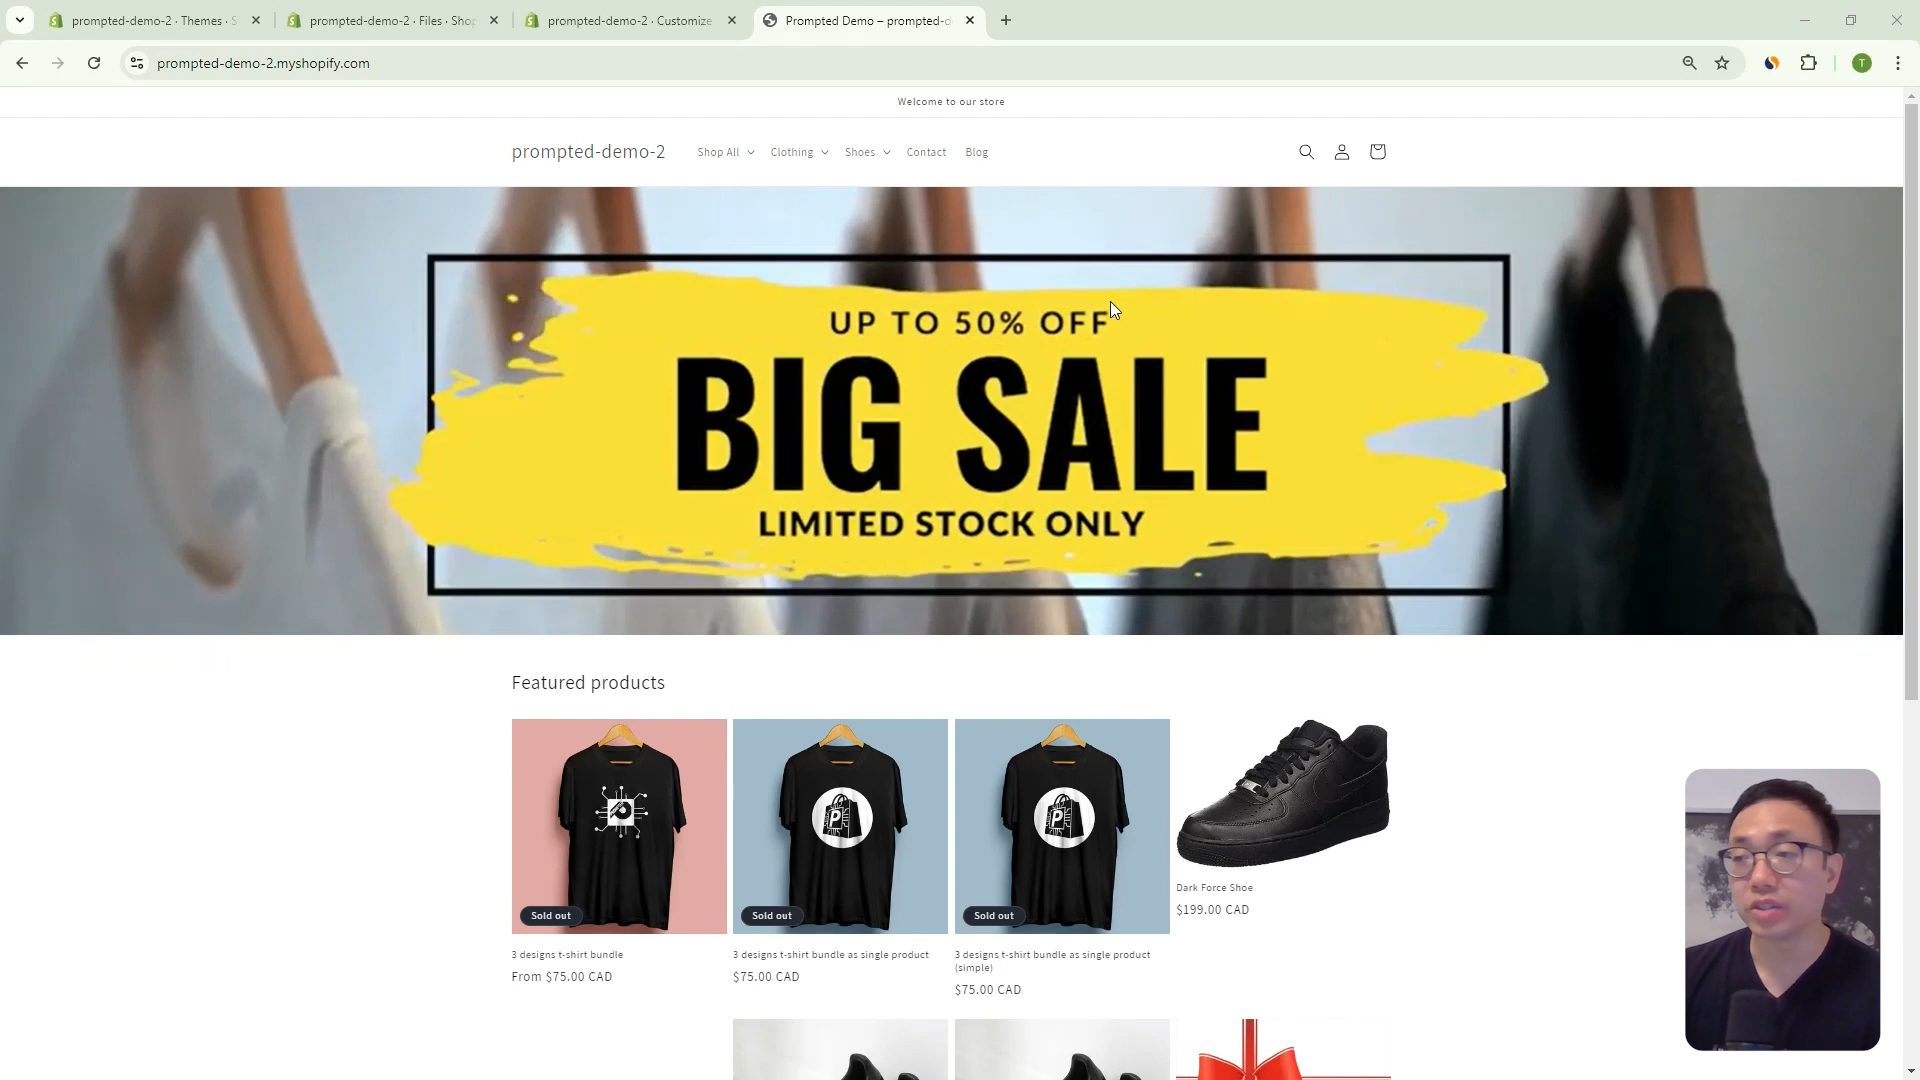 prompted-demo-2 · Themes · S
prompted-demo-2 · Files · Shop
prompted-demo-2 · Customize
Prompted Demo – prompted-d
prompted-demo-2.myshopify.com
T
Welcome to our store
prompted-demo-2
Shop All
Clothing
Shoes
Contact
Blog
UP TO 50% OFF
BIG SALE
LIMITED STOCK ONLY
Featured products
P
P
Sold out
Sold out
Sold out
3 designs t-shirt bundle
From $75.00 CAD
3 designs t-shirt bundle as single product
$75.00 CAD
3 designs t-shirt bundle as single product
(simple)
$75.00 CAD
Dark Force Shoe
$199.00 CAD